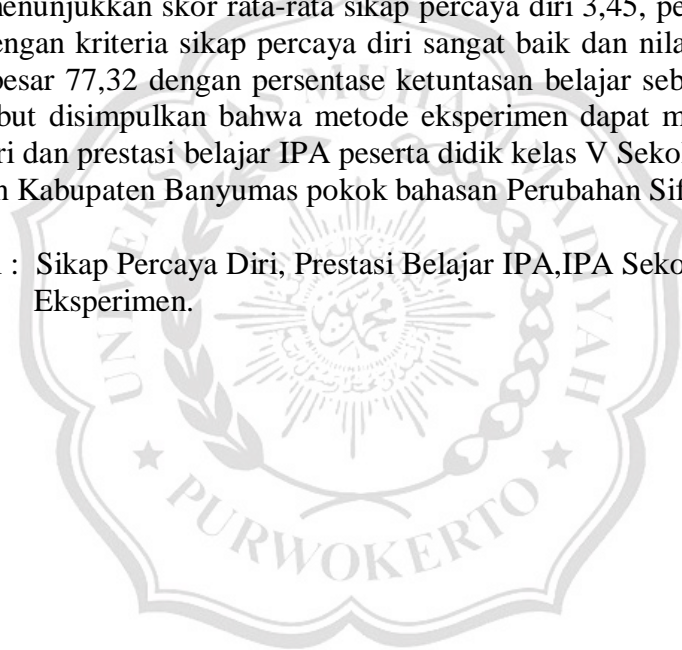 menunjukkan skor rata-rata sikap percaya diri 3,45, pe
engan kriteria sikap percaya diri sangat baik dan nila
besar 77,32 dengan persentase ketuntasan belajar seb
but disimpulkan bahwa metode eksperimen dapat m
ri dan prestasi belajar IPA peserta didik kelas V Sekol
n Kabupaten Banyumas pokok bahasan Perubahan Sif
: Sikap Percaya Diri, Prestasi Belajar IPA,IPA Seko
Eksperimen.
UNIVERSITAS MUHAMMADIYAH
PURWOKERTO